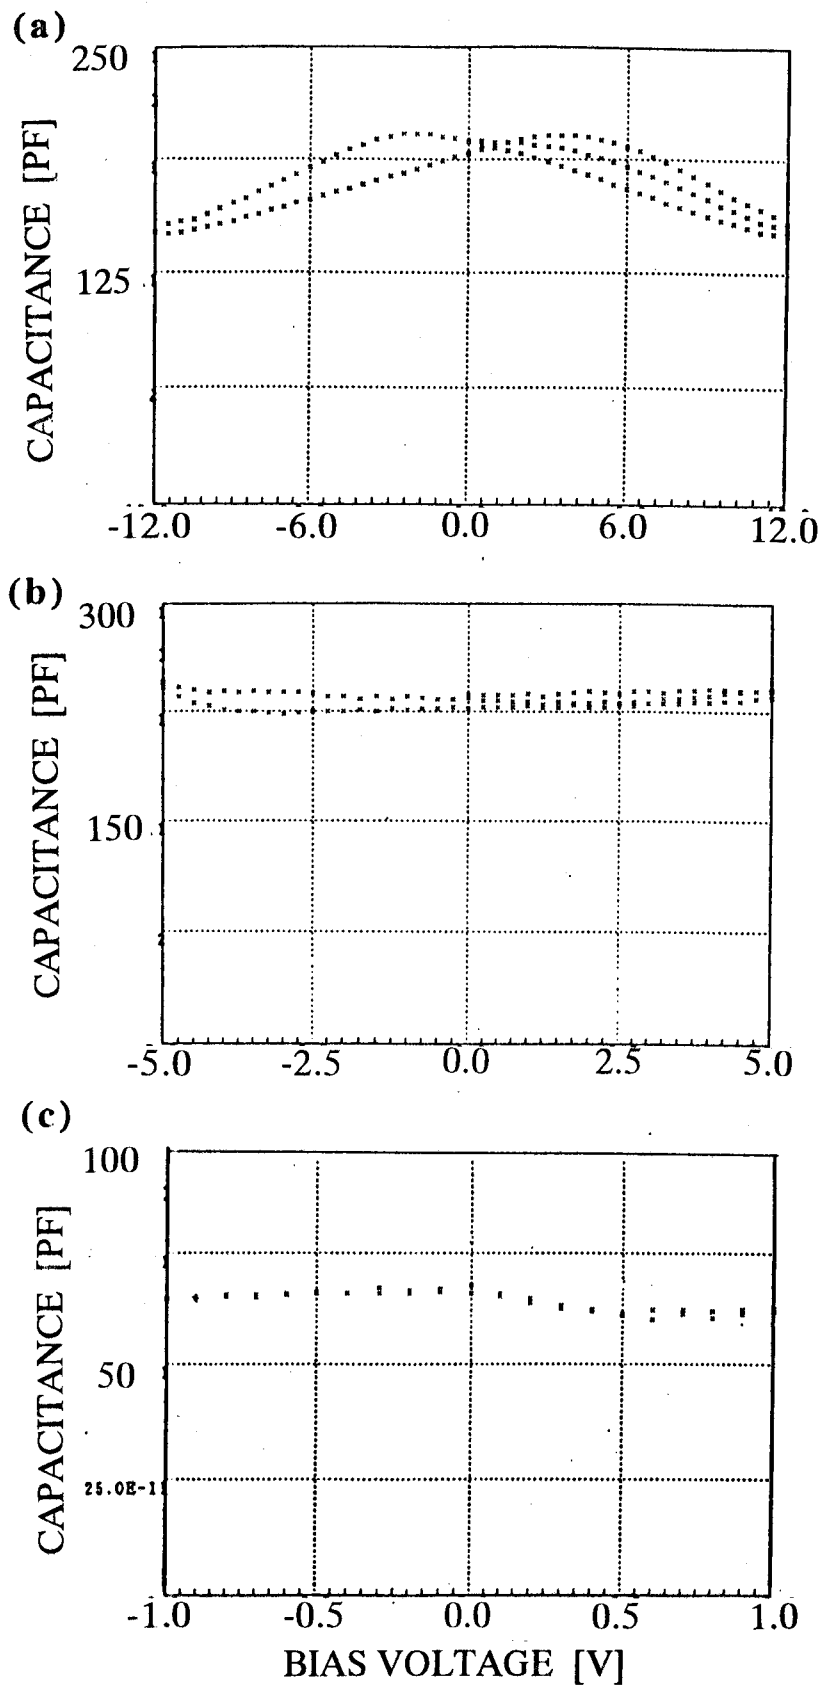 (a)
250
125
CAPACITANCE [PF]
-12.0 -6.0 0.0 6.0 12.0
(b)
300
150
CAPACITANCE [PF]
-5.0 -2.5 0.0 2.5 5.0
(c)
100
50
25.0E-1
CAPACITANCE [PF]
-1.0 -0.5 0.0 0.5 1.0
BIAS VOLTAGE [V]